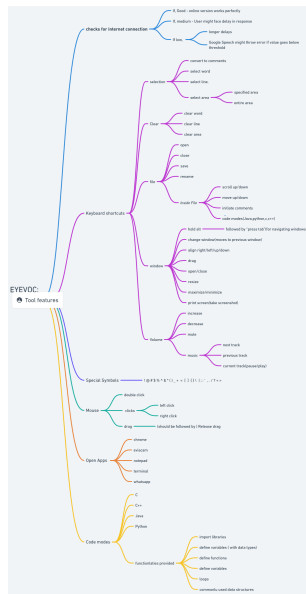 if, Good - online version works perfectly
checks for internet connection
if, medium - User might face delay in response
if low,
longer delays
Google Speech might throw error if value goes below threshold
Keyboard shortcuts
selection
convert to comments
select word
select line
select area
specified area
entire area
Clear
clear word
clear line
clear area
file
open
close
save
rename
inside File
scroll up/down
move up/down
include comments
code modes(Java,python,c,c++)
window
hold alt
followed by "press tab" for navigating windows
change window(moves to previous window)
align right/left/up/down
drag
open/close
resize
maximize/minimize
print screen(take screenshot)
Volume
increase
decrease
mute
music
next track
previous track
current track(pause/play)
EYEVOC:
Tool features
Special Symbols
Mouse
double click
clicks
left click
right click
drag
(should be followed by ) Release drag
Open Apps
chrome
notepad
terminal
whatsapp
Code modes
C
C++
Java
Python
functionalities provided
import libraries
define variables ( with data types)
define functions
define variables
loops
comments need data structures